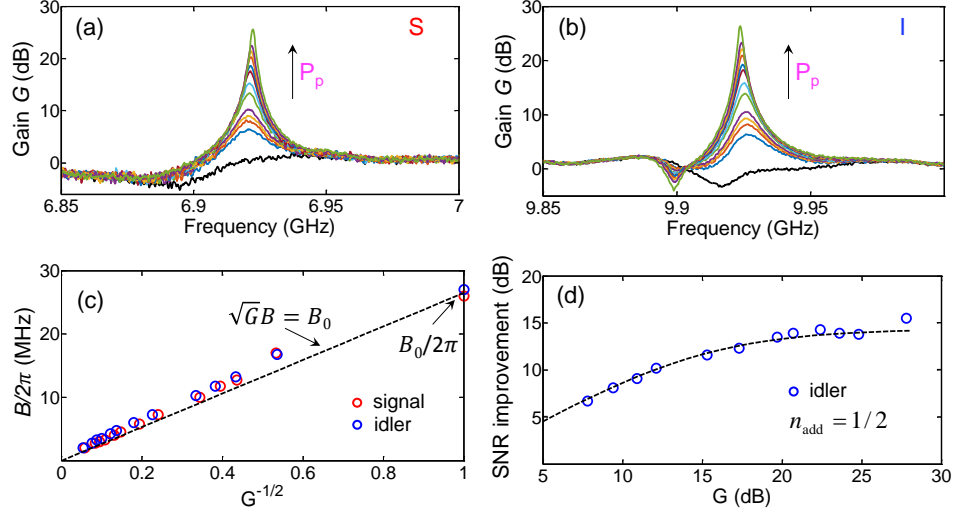 (a)
S
P_p
Gain G (dB)
30
20
10
0
6.85
6.9
6.95
7
Frequency (GHz)
(b)
I
P_p
Gain G (dB)
30
20
10
0
9.85
9.9
9.95
Frequency (GHz)
(c)
√GB = B₀
B₀/2π
signal
idler
B/2π (MHz)
30
20
10
0
0.2
0.4
0.6
0.8
1
G^{-1/2}
(d)
idler
n_add = 1/2
SNR improvement (dB)
20
15
10
5
0
5
10
15
20
25
30
G (dB)